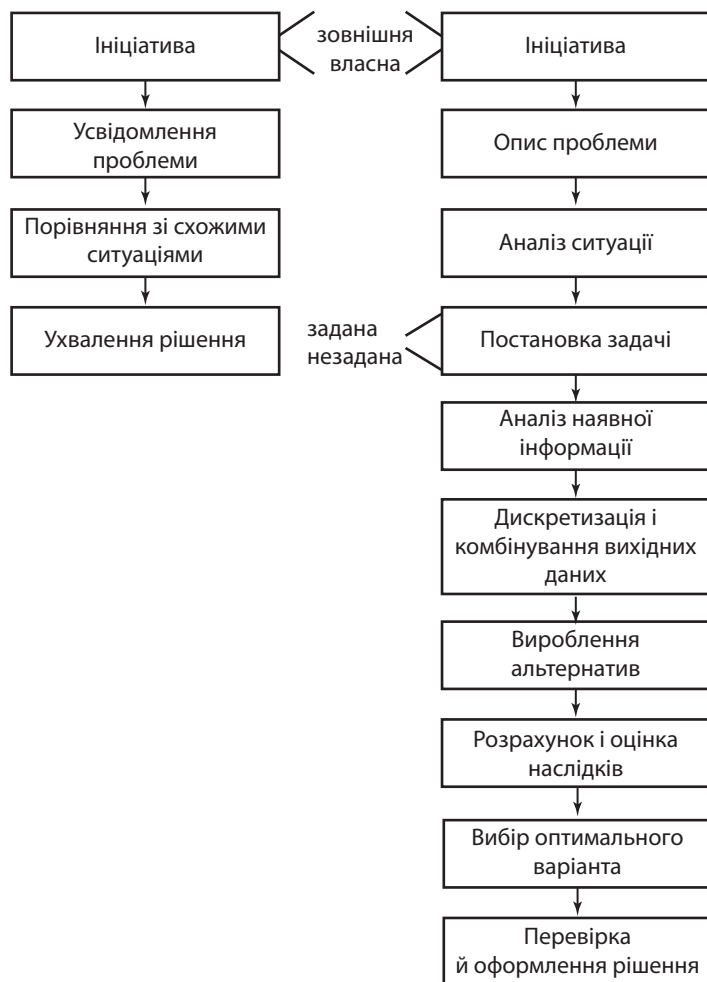 Ініціатива
зовнішня
власна
Ініціатива
Усвідомлення
проблеми
Опис проблеми
Порівняння зі схожими
ситуаціями
Аналіз ситуації
Ухвалення рішення
задана
незадана
Постановка задачі
Аналіз наявної
інформації
Дискретизація і
комбінування вихідних
даних
Вироблення
альтернатив
Розрахунок і оцінка
наслідків
Вибір оптимального
варіанта
Перевірка
й оформлення рішення